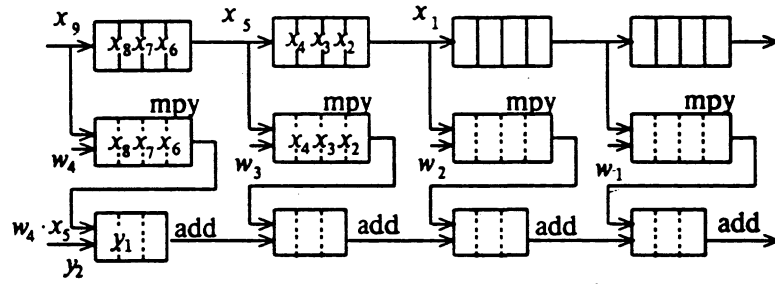 x₉ x₅ x₁
x₈ x₇ x₆ x₄ x₃ x₂
mpy mpy mpy mpy
x₈ x₇ x₆ x₄ x₃ x₂
w₄ w₃ w₂ w₁
w₄ · x₅ y₁ add add add add
y₂